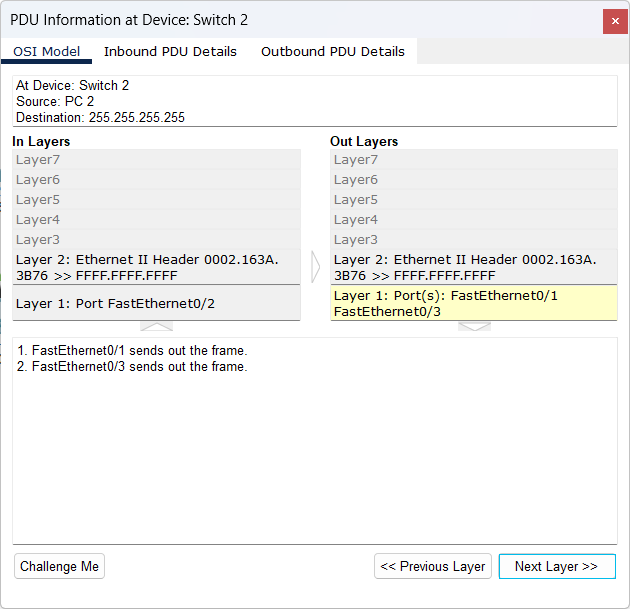 PDU Information at Device: Switch 2
OSI Model Inbound PDU Details Outbound PDU Details
At Device: Switch 2
Source: PC 2
Destination: 255.255.255.255
In Layers
Layer7
Layer6
Layer5
Layer4
Layer3
Layer 2: Ethernet II Header 0002.163A.
3B76 >> FFFF.FFFF.FFFF
Layer 1: Port FastEthernet0/2
Out Layers
Layer7
Layer6
Layer5
Layer4
Layer3
Layer 2: Ethernet II Header 0002.163A.
3B76 >> FFFF.FFFF.FFFF
Layer 1: Port(s): FastEthernet0/1
FastEthernet0/3
1. FastEthernet0/1 sends out the frame.
2. FastEthernet0/3 sends out the frame.
Challenge Me << Previous Layer Next Layer >>